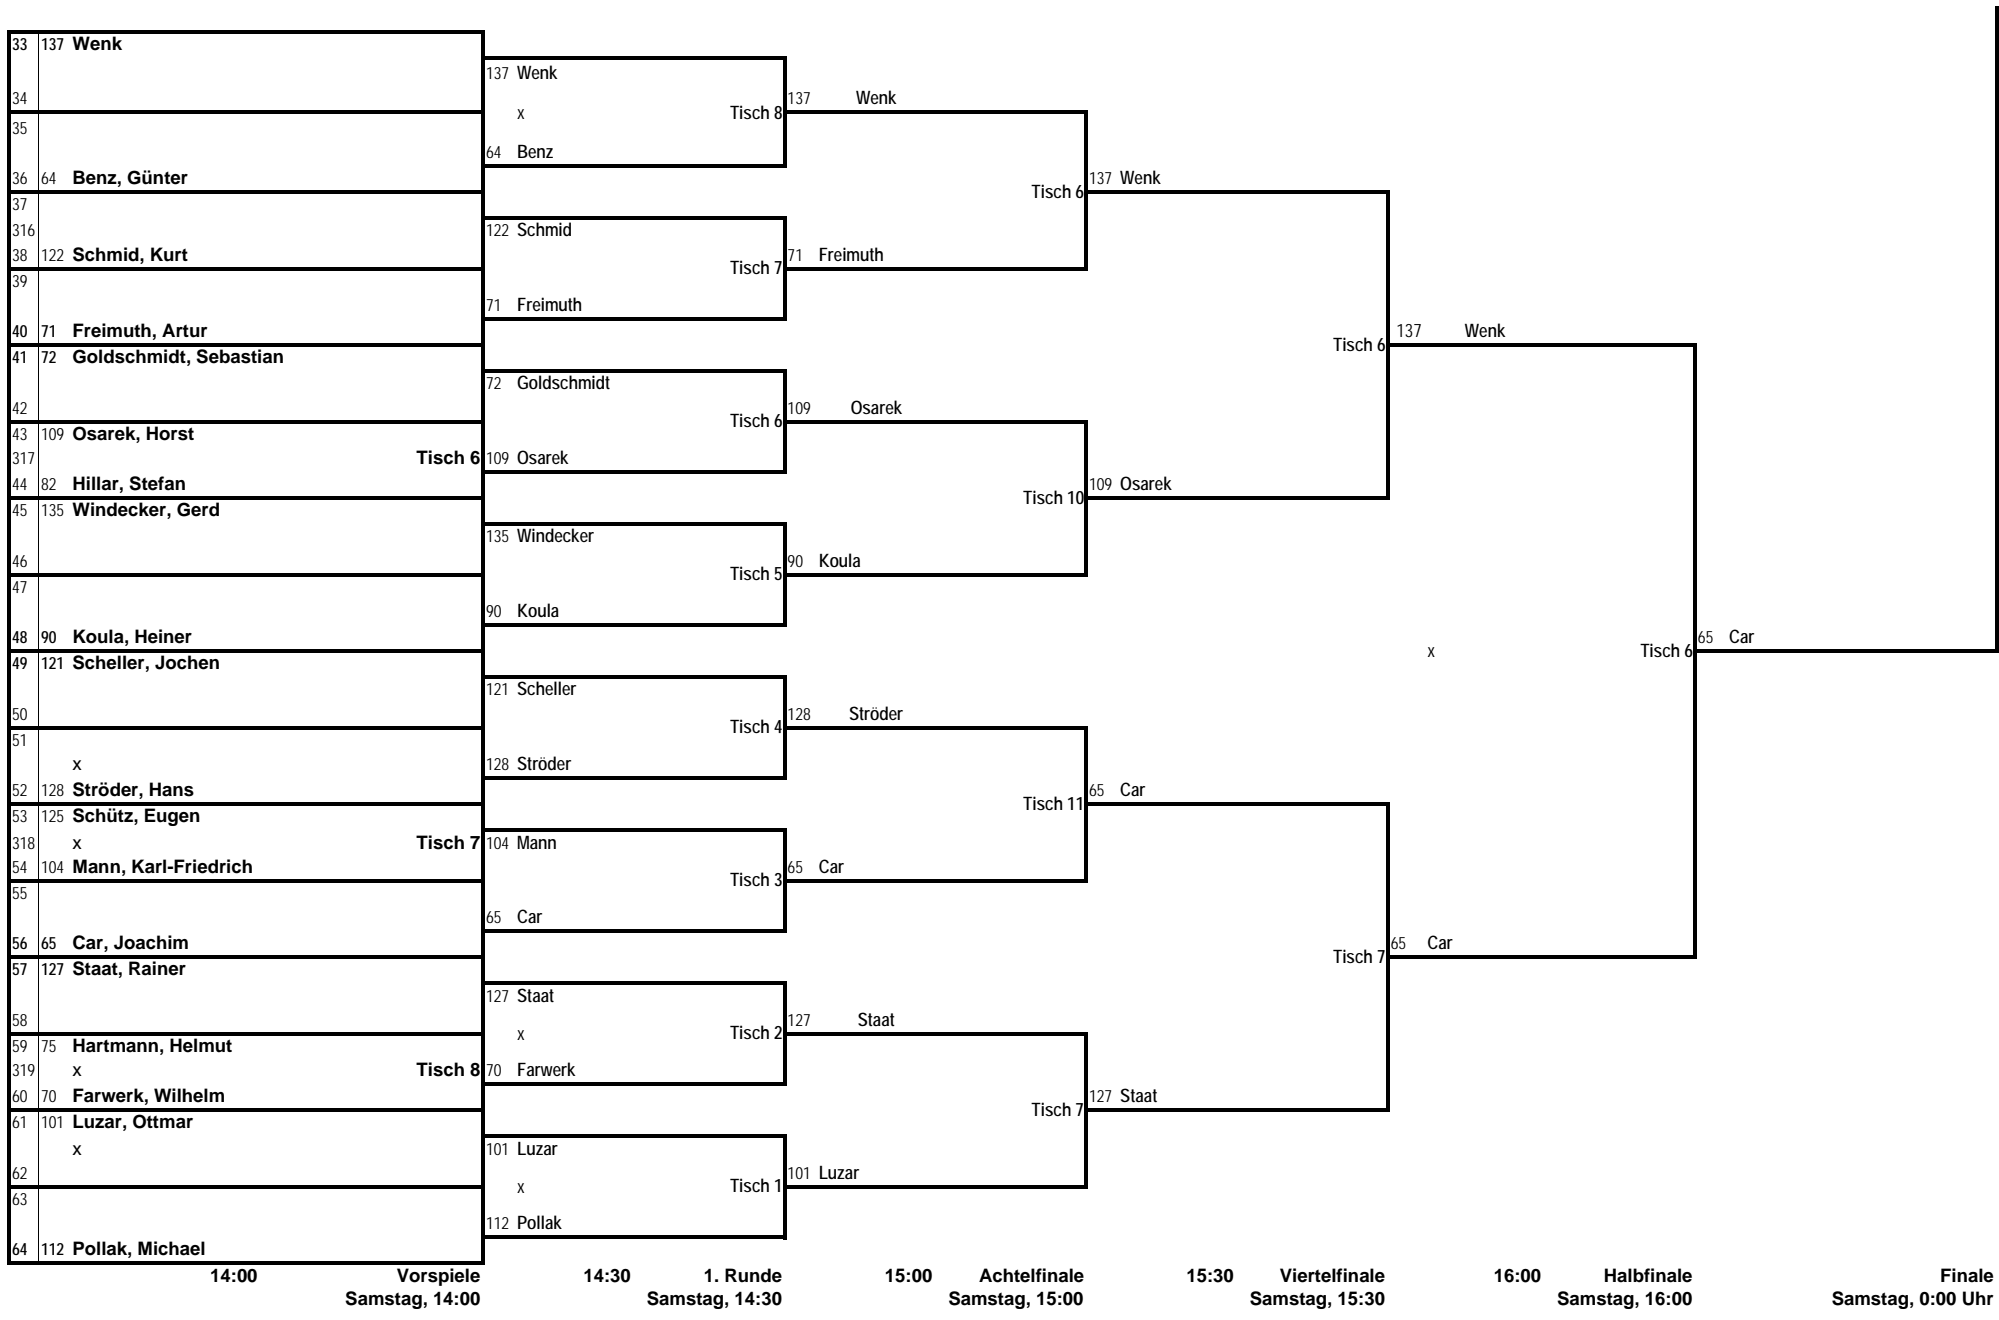 33 137 Wenk
137 Wenk
34 137 Wenk
x Tisch 8
35
64 Benz
36 64 Benz, Günter 137 Wenk
Tisch 6
37
316 122 Schmid
38 122 Schmid, Kurt 71 Freimuth
Tisch 7
39
71 Freimuth
40 71 Freimuth, Artur 137 Wenk
Tisch 6
41 72 Goldschmidt, Sebastian
72 Goldschmidt
42 109 Osarek
Tisch 6
43 109 Osarek, Horst
317 Tisch 6 109 Osarek
44 82 Hillar, Stefan 109 Osarek
Tisch 10
45 135 Windecker, Gerd
135 Windecker
46 90 Koula
Tisch 5
47
90 Koula
48 90 Koula, Heiner 65 Car
x Tisch 6
49 121 Scheller, Jochen
121 Scheller
50 128 Ströder
Tisch 4
51
x 128 Ströder
52 128 Ströder, Hans 65 Car
Tisch 11
53 125 Schütz, Eugen
318 x Tisch 7 104 Mann
54 104 Mann, Karl-Friedrich 65 Car
Tisch 3
55
65 Car
56 65 Car, Joachim 65 Car
Tisch 7
57 127 Staat, Rainer
127 Staat
58 127 Staat
x Tisch 2
59 75 Hartmann, Helmut
319 x Tisch 8 70 Farwerk
60 70 Farwerk, Wilhelm 127 Staat
Tisch 7
61 101 Luzar, Ottmar
x 101 Luzar
62 101 Luzar
x Tisch 1
63
112 Pollak
64 112 Pollak, Michael
14:00 Vorspiele 14:30 1. Runde 15:00 Achtelfinale 15:30 Viertelfinale 16:00 Halbfinale Finale
Samstag, 14:00 Samstag, 14:30 Samstag, 15:00 Samstag, 15:30 Samstag, 16:00 Samstag, 0:00 Uhr